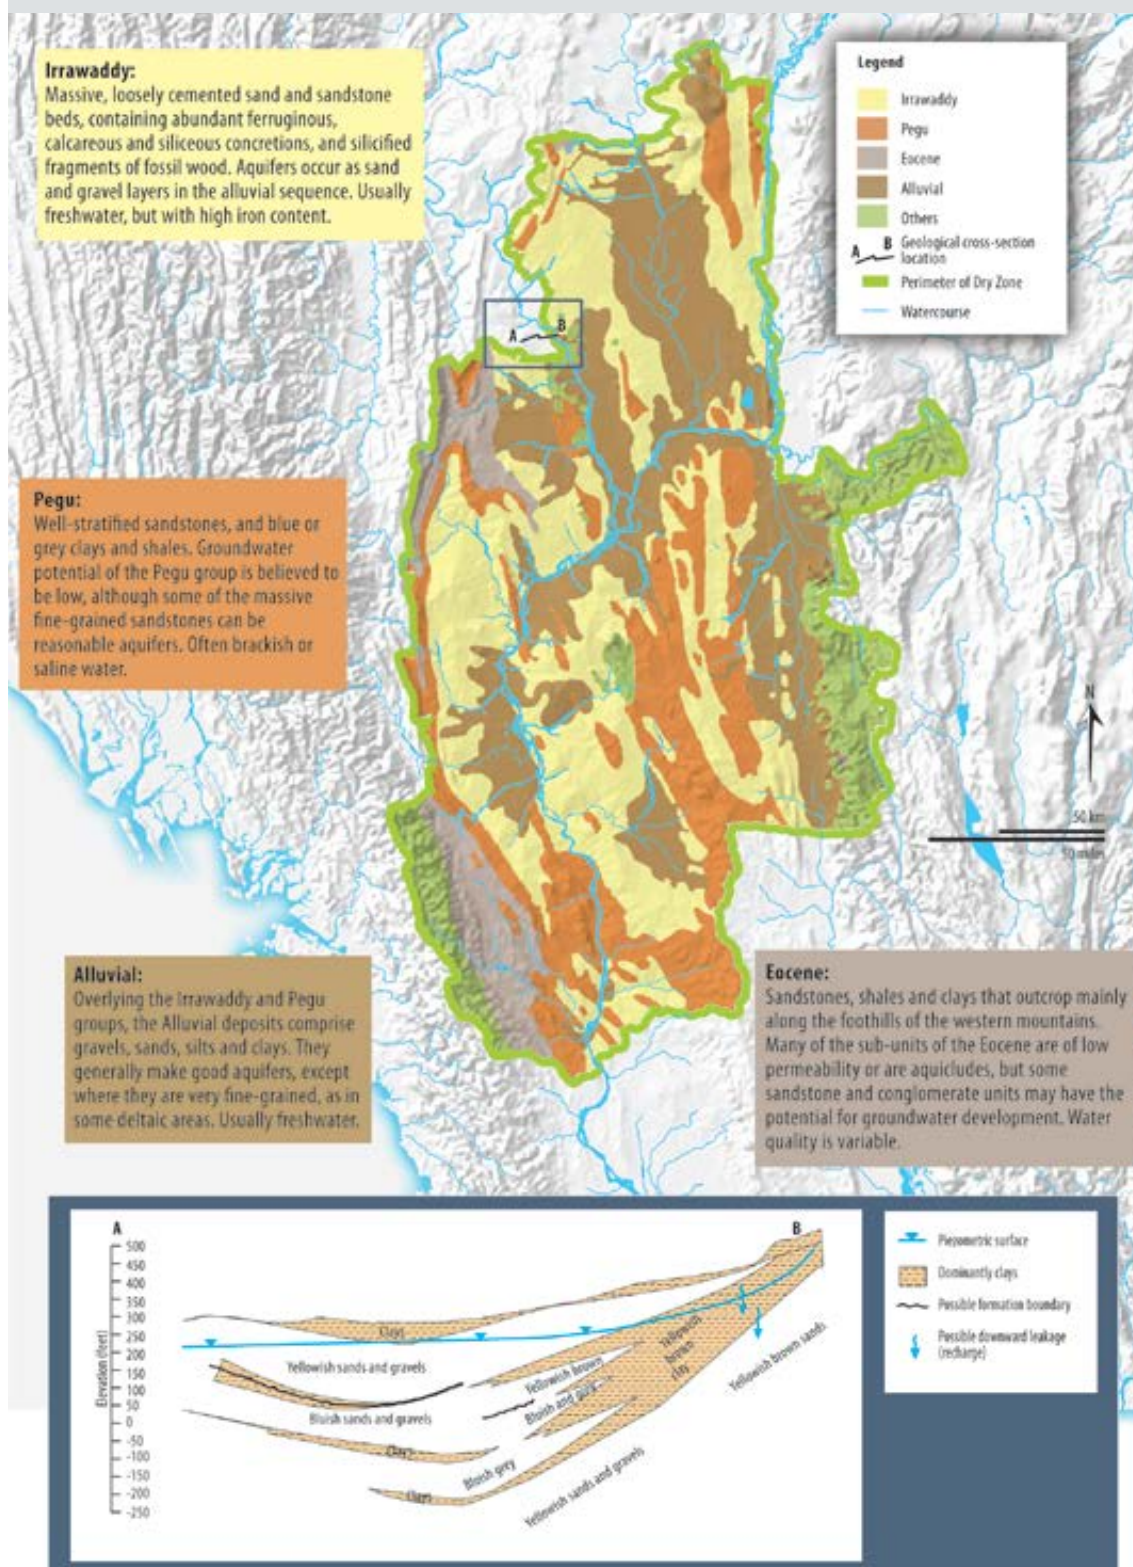 Irrawaddy:
Massive, loosely cemented sand and sandstone
beds, containing abundant ferruginous,
calcareous and siliceous concretions, and silicified
fragments of fossil wood. Aquifers occur as sand
and gravel layers in the alluvial sequence. Usually
freshwater, but with high iron content.
Legend
Irrawaddy
Pegu
Eocene
Alluvial
Others
A B Geological cross-section
location
Perimeter of Dry Zone
Watercourse
A B
Pegu:
Well-stratified sandstones, and blue or
grey clays and shales. Groundwater
potential of the Pegu group is believed to
be low, although some of the massive
fine-grained sandstones can be
reasonable aquifers. Often brackish or
saline water.
N
50 km
50 miles
Alluvial:
Overlying the Irrawaddy and Pegu
groups, the Alluvial deposits comprise
gravels, sands, silts and clays. They
generally make good aquifers, except
where they are very fine-grained, as in
some deltaic areas. Usually freshwater.
Eocene:
Sandstones, shales and clays that outcrop mainly
along the foothills of the western mountains.
Many of the sub-units of the Eocene are of low
permeability or are aquicludes, but some
sandstone and conglomerate units may have the
potential for groundwater development. Water
quality is variable.
A
B
Elevation (feet)
500
450
400
350
300
250
200
150
100
50
0
-50
-100
-150
-200
-250
Clays
Yellowish sands and gravels
Yellowish brown
Yellowish
brown
clay
Yellowish brown sands
Bluish sands and gravels
Bluish and
Clays
Bluish grey
Clays
Yellowish sands and gravels
Piezometric surface
Dominantly clays
Possible formation boundary
Possible downward leakage
(recharge)